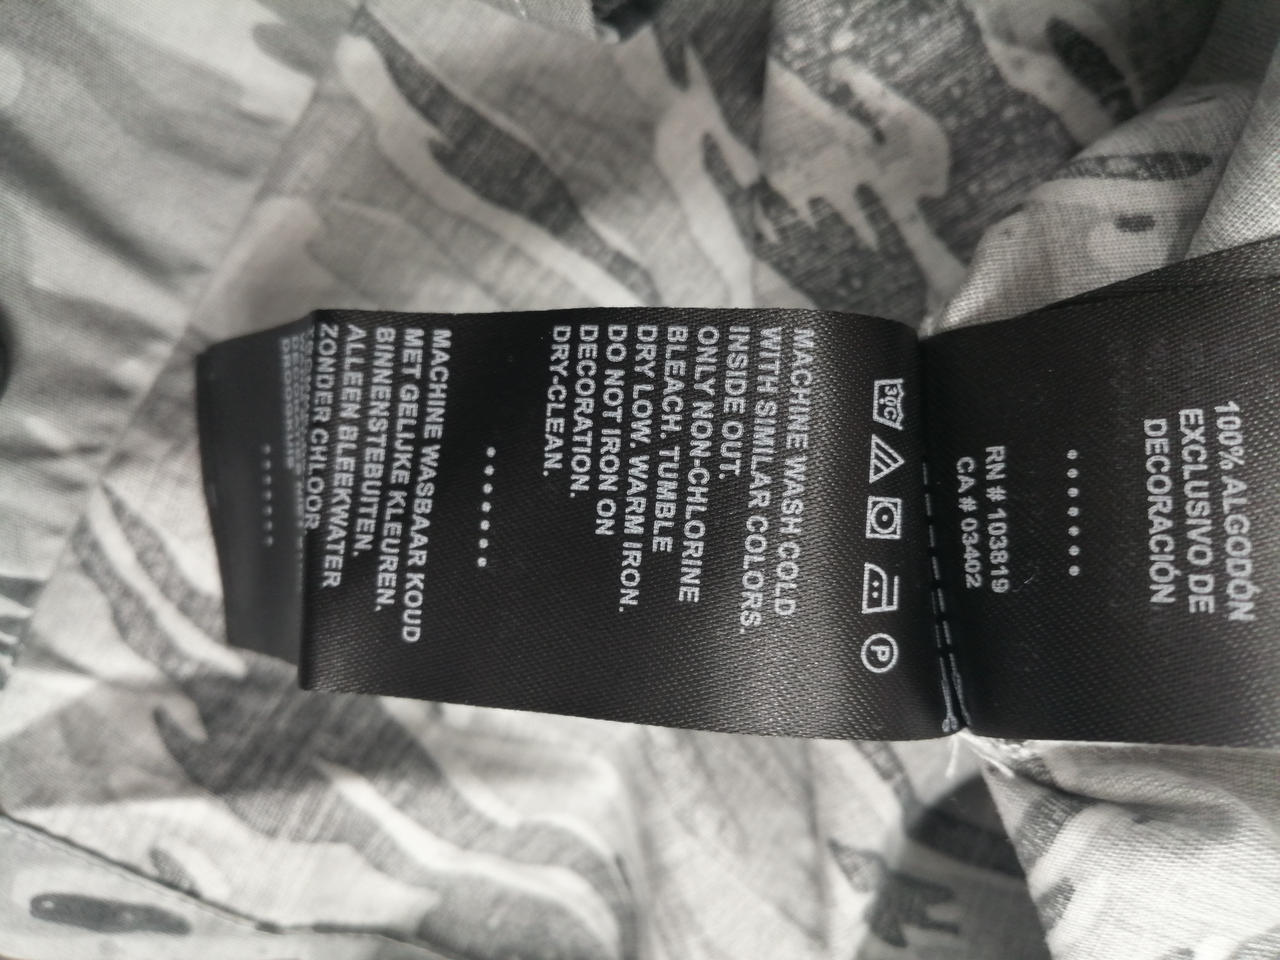 100% ALGODÓN
EXCLUSIVO DE
DECORACIÓN
RN # 103819
CA # 03402
30C
P
MACHINE WASH COLD
WITH SIMILAR COLORS.
INSIDE OUT.
ONLY NON-CHLORINE
BLEACH. TUMBLE
DRY LOW. WARM IRON.
DO NOT IRON ON
DECORATION.
DRY-CLEAN.
MACHINE WASBAAR KOUD
MET GELIJKE KLEUREN.
BINNENSTEBUITEN.
ALLEEN BLEEKWATER
ZONDER CHLOOR